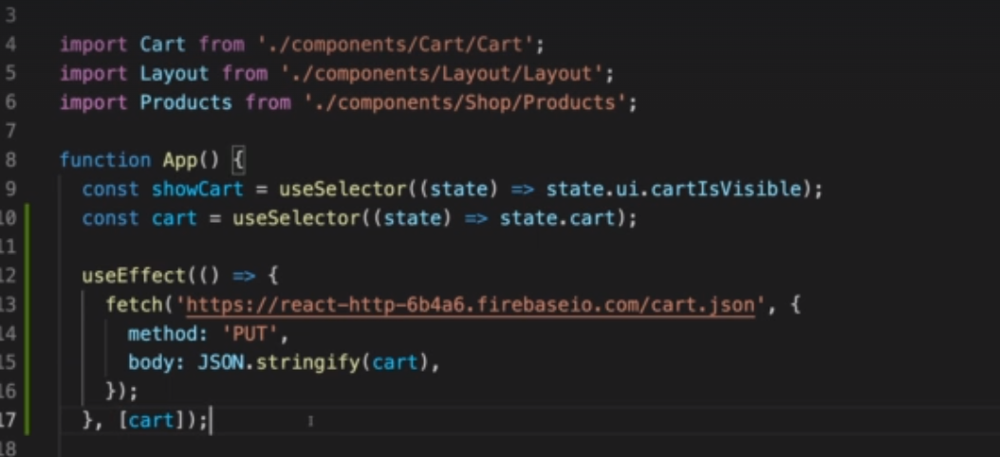 3
4 import Cart from './components/Cart/Cart';
5 import Layout from './components/Layout/Layout';
6 import Products from './components/Shop/Products';
7
8 function App() {
9 const showCart = useSelector((state) => state.ui.cartIsVisible);
10 const cart = useSelector((state) => state.cart);
11
12 useEffect(() => {
13 fetch('https://react-http-6b4a6.firebaseio.com/cart.json', {
14 method: 'PUT',
15 body: JSON.stringify(cart),
16 });
17 }, [cart]);
18